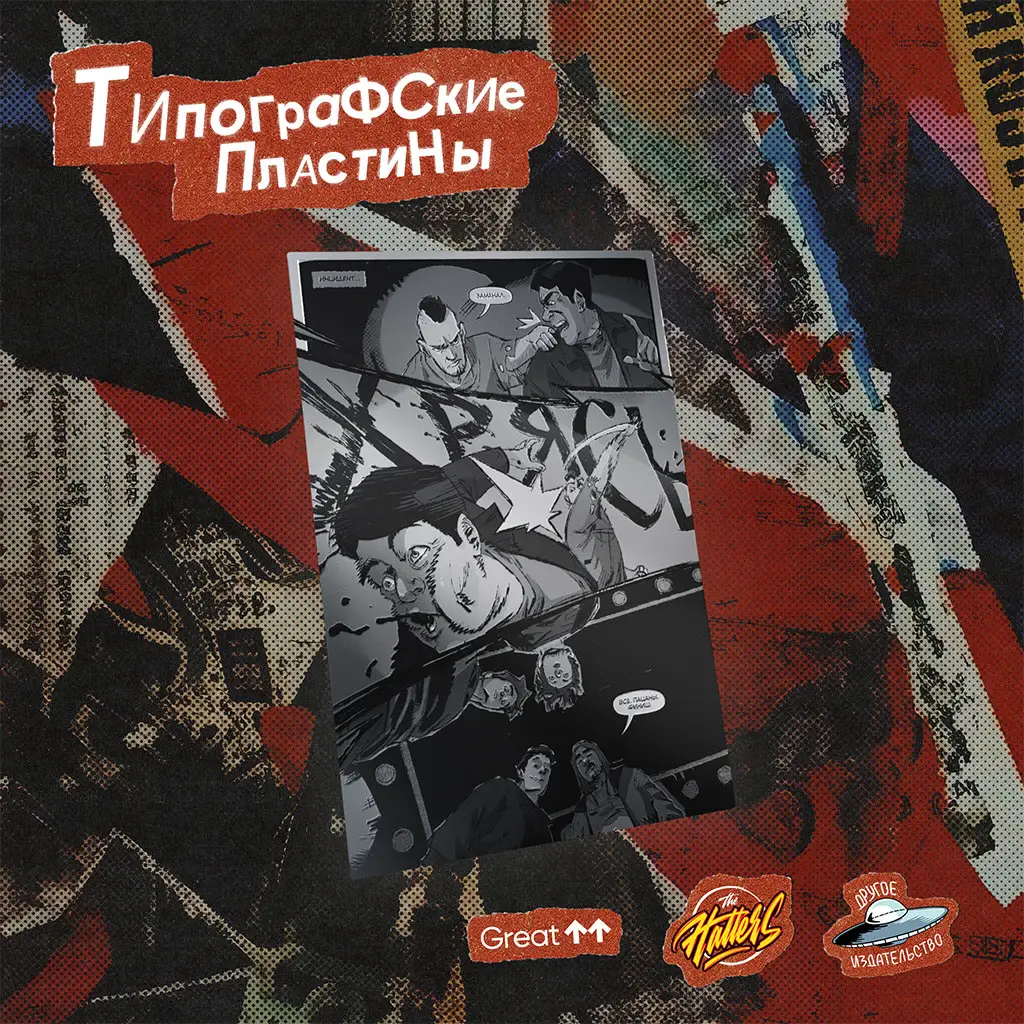 ТИПОГРАФСКИЕ
ПЛАСТИНЫ
ИНЦИДЕНТ...
ЗАМАХАЛ.
ВСЕ, ПАЦАНЫ.
ФИНИШ.
Great
The
Hatters
ДРУГОЕ
ИЗДАТЕЛЬСТВО